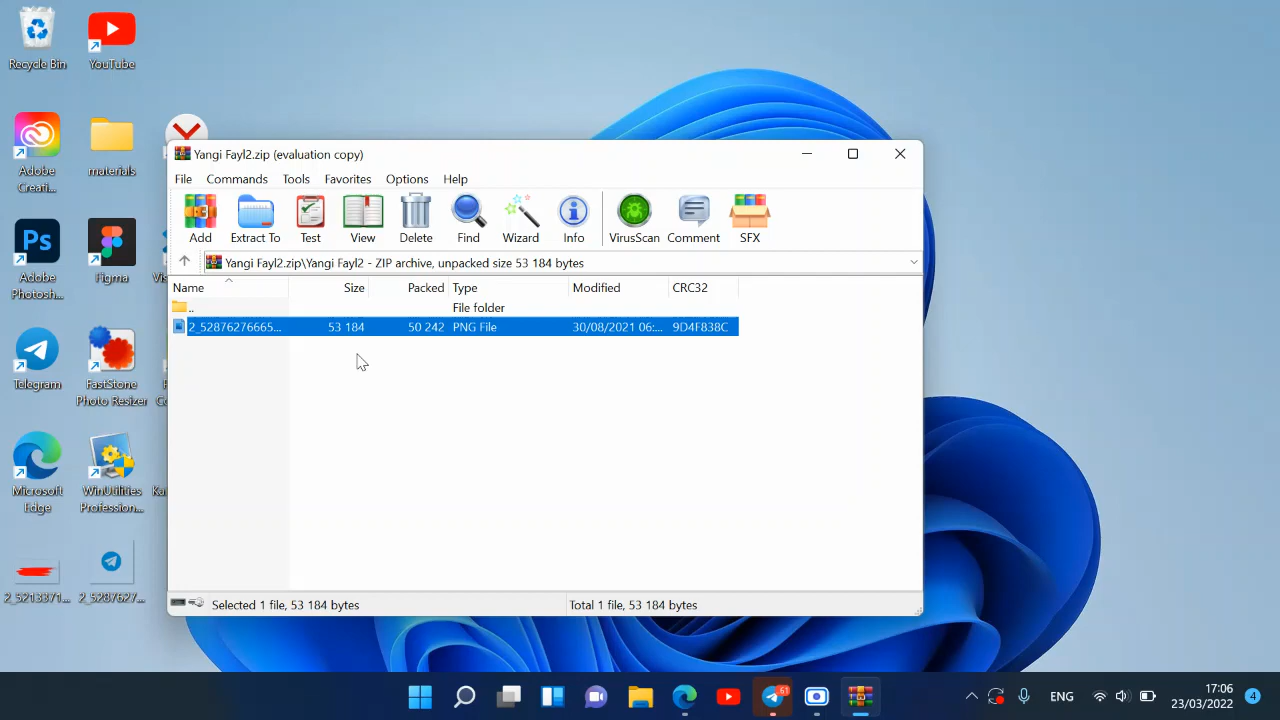 Recycle Bin
YouTube
Adobe
Creati...
materials
Adobe
Photosh...
Figma
Telegram
FastStone
Photo Resizer
Microsoft
Edge
WinUtilities
Profession...
2_5213371...
2_5287627...
Yangi Fayl2.zip (evaluation copy)
File Commands Tools Favorites Options Help
Add Extract To Test View Delete Find Wizard Info VirusScan Comment SFX
Yangi Fayl2.zip\Yangi Fayl2 - ZIP archive, unpacked size 53 184 bytes
Name Size Packed Type Modified CRC32
.. File folder
2_52876276665... 53 184 50 242 PNG File 30/08/2021 06:... 9D4F838C
Selected 1 file, 53 184 bytes Total 1 file, 53 184 bytes
61
ENG
17:06
23/03/2022
4